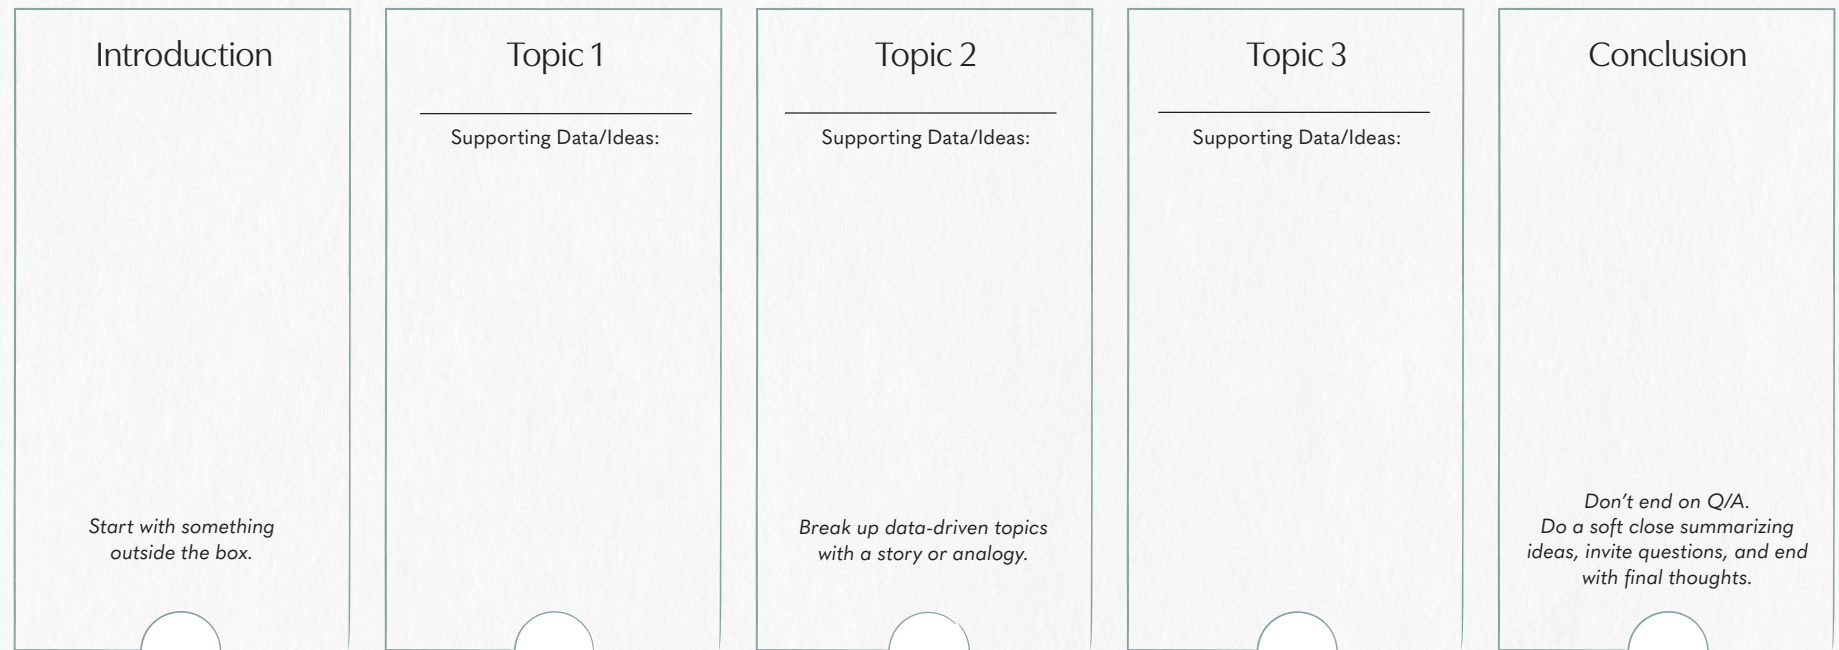 Introduction
Start with something
outside the box.
Topic 1
Supporting Data/Ideas:
Topic 2
Supporting Data/Ideas:
Break up data-driven topics
with a story or analogy.
Topic 3
Supporting Data/Ideas:
Conclusion
Don’t end on Q/A.
Do a soft close summarizing
ideas, invite questions, and end
with final thoughts.